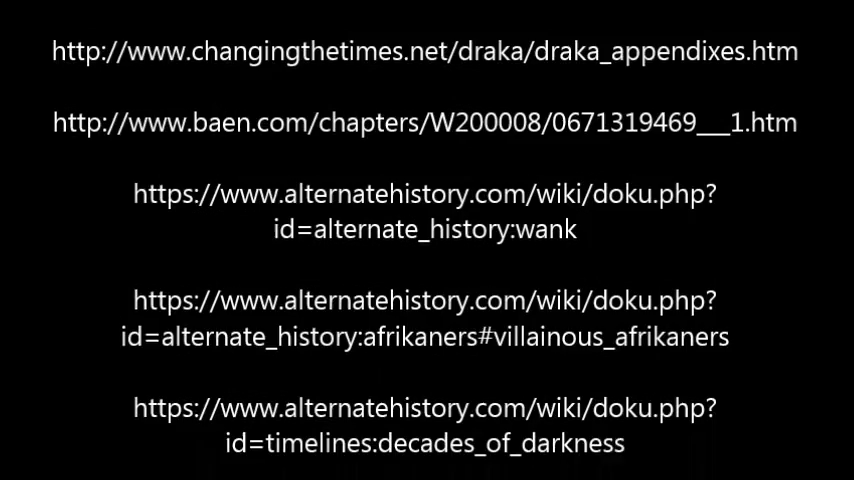 http://www.changingthetimes.net/draka/draka_appendixes.htm
http://www.baen.com/chapters/W200008/0671319469___1.htm
https://www.alternatehistory.com/wiki/doku.php?
id=alternate_history:wank
https://www.alternatehistory.com/wiki/doku.php?
id=alternate_history:afrikaners#villainous_afrikaners
https://www.alternatehistory.com/wiki/doku.php?
id=timelines:decades_of_darkness